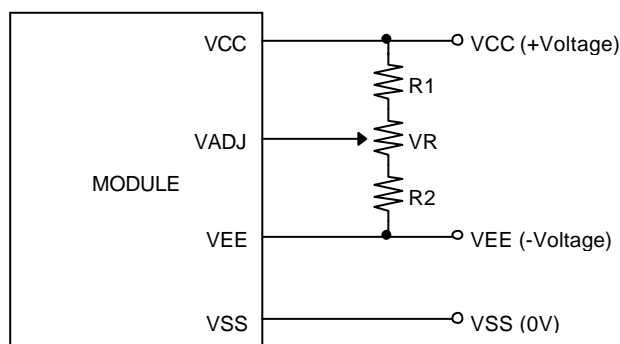 VCC VCC (+Voltage)
R1
VADJ VR
MODULE
R2
VEE VEE (-Voltage)
VSS VSS (0V)